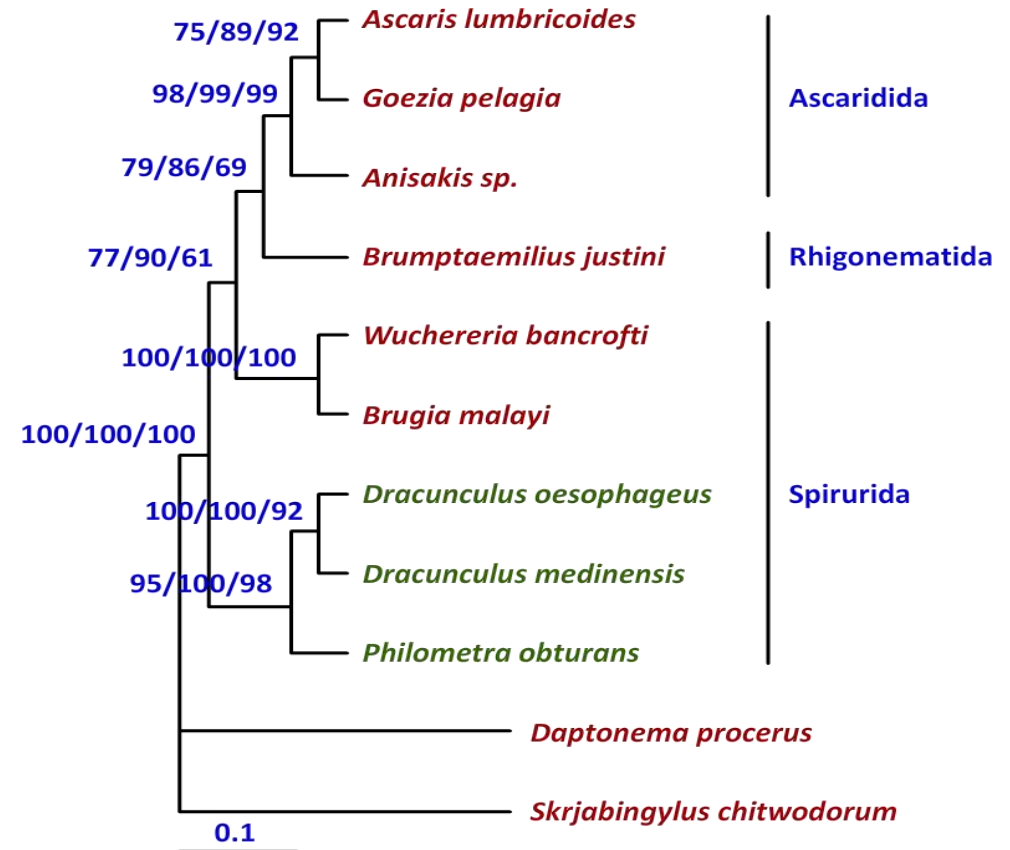 Ascaris lumbricoides
75/89/92
98/99/99
Goezia pelagia
Ascaridida
79/86/69
Anisakis sp.
77/90/61
Brumptaemilius justini
Rhigonematida
Wuchereria bancrofti
100/100/100
Brugia malayi
100/100/100
Dracunculus oesophageus
Spirurida
100/100/92
Dracunculus medinensis
95/100/98
Philometra obturans
Daptonema procerus
Skrjabingylus chitwodorum
0.1